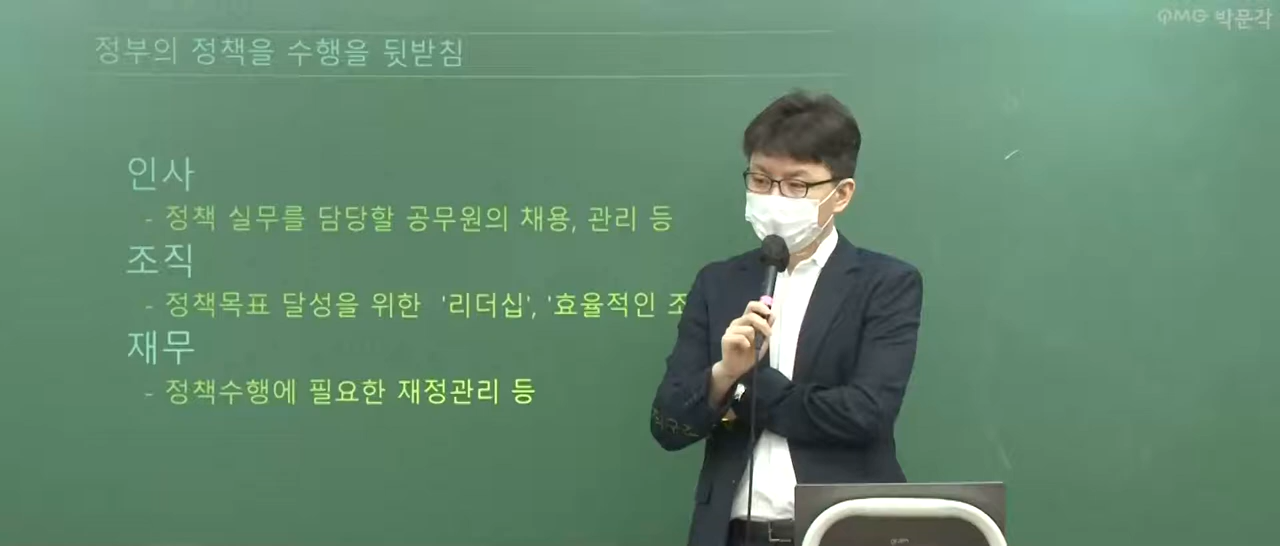 PMG 박문각
정부의 정책을 수행을 뒷받침
인사
- 정책 실무를 담당할 공무원의 채용, 관리 등
조직
- 정책목표 달성을 위한 '리더십', '효율적인 조
재무
- 정책수행에 필요한 재정관리 등